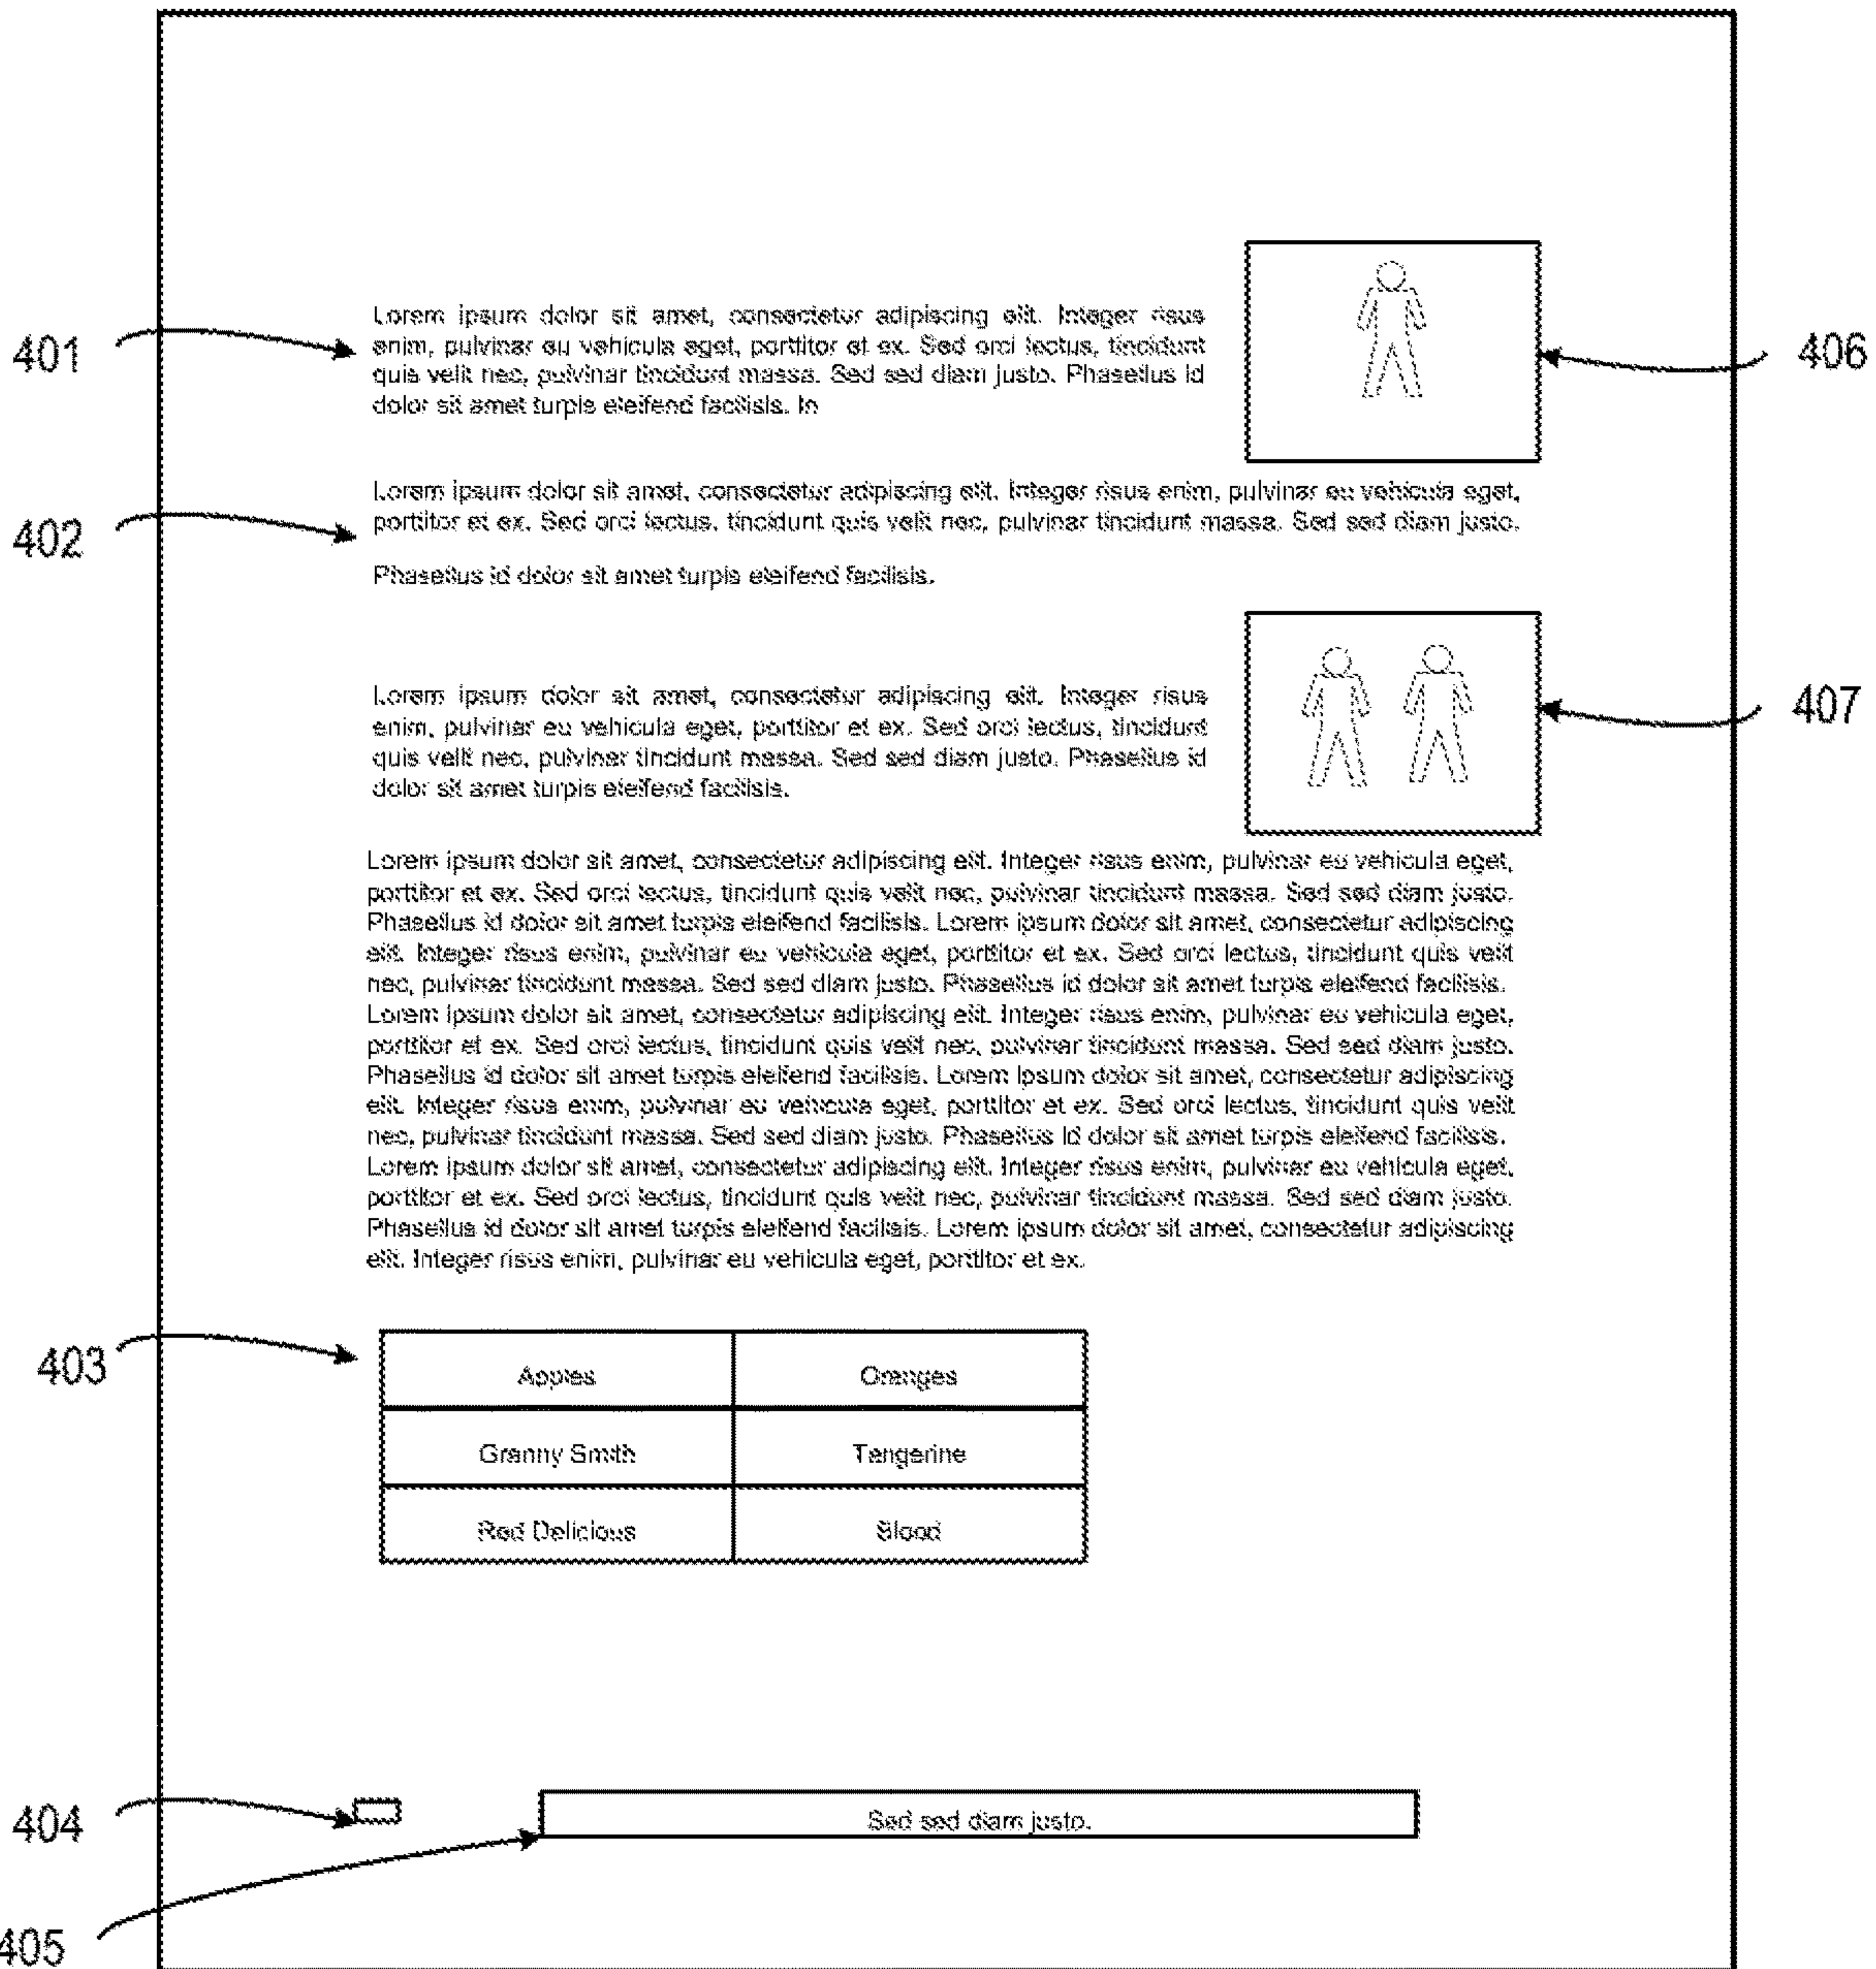 401
Lorem ipsum dolor sit amet, consectetur adipiscing elit. Integer risus
enim, pulvinar eu vehicula eget, porttitor et ex. Sed orci lectus, tincidunt
quis velit nec, pulvinar tincidunt massa. Sed sed diam justo. Phasellus id
dolor sit amet turpis eleifend facilisis. In
406
402
Lorem ipsum dolor sit amet, consectetur adipiscing elit. Integer risus enim, pulvinar eu vehicula eget,
porttitor et ex. Sed orci lectus, tincidunt quis velit nec, pulvinar tincidunt massa. Sed sed diam justo.
Phasellus id dolor sit amet turpis eleifend facilisis.
Lorem ipsum dolor sit amet, consectetur adipiscing elit. Integer risus
enim, pulvinar eu vehicula eget, porttitor et ex. Sed orci lectus, tincidunt
quis velit nec, pulvinar tincidunt massa. Sed sed diam justo. Phasellus id
dolor sit amet turpis eleifend facilisis.
407
Lorem ipsum dolor sit amet, consectetur adipiscing elit. Integer risus enim, pulvinar eu vehicula eget,
porttitor et ex. Sed orci lectus, tincidunt quis velit nec, pulvinar tincidunt massa. Sed sed diam justo.
Phasellus id dolor sit amet turpis eleifend facilisis. Lorem ipsum dolor sit amet, consectetur adipiscing
elit. Integer risus enim, pulvinar eu vehicula eget, porttitor et ex. Sed orci lectus, tincidunt quis velit
nec, pulvinar tincidunt massa. Sed sed diam justo. Phasellus id dolor sit amet turpis eleifend facilisis.
Lorem ipsum dolor sit amet, consectetur adipiscing elit. Integer risus enim, pulvinar eu vehicula eget,
porttitor et ex. Sed orci lectus, tincidunt quis velit nec, pulvinar tincidunt massa. Sed sed diam justo.
Phasellus id dolor sit amet turpis eleifend facilisis. Lorem ipsum dolor sit amet, consectetur adipiscing
elit. Integer risus enim, pulvinar eu vehicula eget, porttitor et ex. Sed orci lectus, tincidunt quis velit
nec, pulvinar tincidunt massa. Sed sed diam justo. Phasellus id dolor sit amet turpis eleifend facilisis.
Lorem ipsum dolor sit amet, consectetur adipiscing elit. Integer risus enim, pulvinar eu vehicula eget,
porttitor et ex. Sed orci lectus, tincidunt quis velit nec, pulvinar tincidunt massa. Sed sed diam justo.
Phasellus id dolor sit amet turpis eleifend facilisis. Lorem ipsum dolor sit amet, consectetur adipiscing
elit. Integer risus enim, pulvinar eu vehicula eget, porttitor et ex.
403
Apples Oranges
Granny Smith Tangerine
Red Delicious Blood
404
Sed sed diam justo.
405